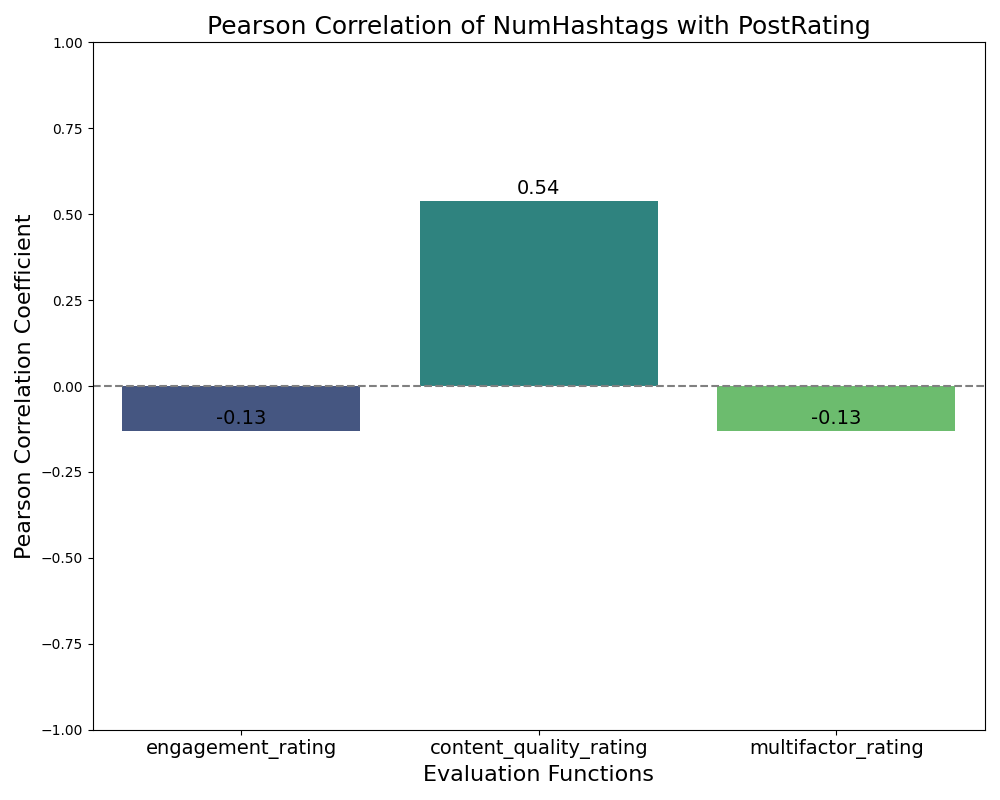 Pearson Correlation of NumHashtags with PostRating
1.00
0.75
0.50
0.25
0.00
−0.25
−0.50
−0.75
−1.00
Pearson Correlation Coefficient
0.54
-0.13
-0.13
engagement_rating
content_quality_rating
multifactor_rating
Evaluation Functions